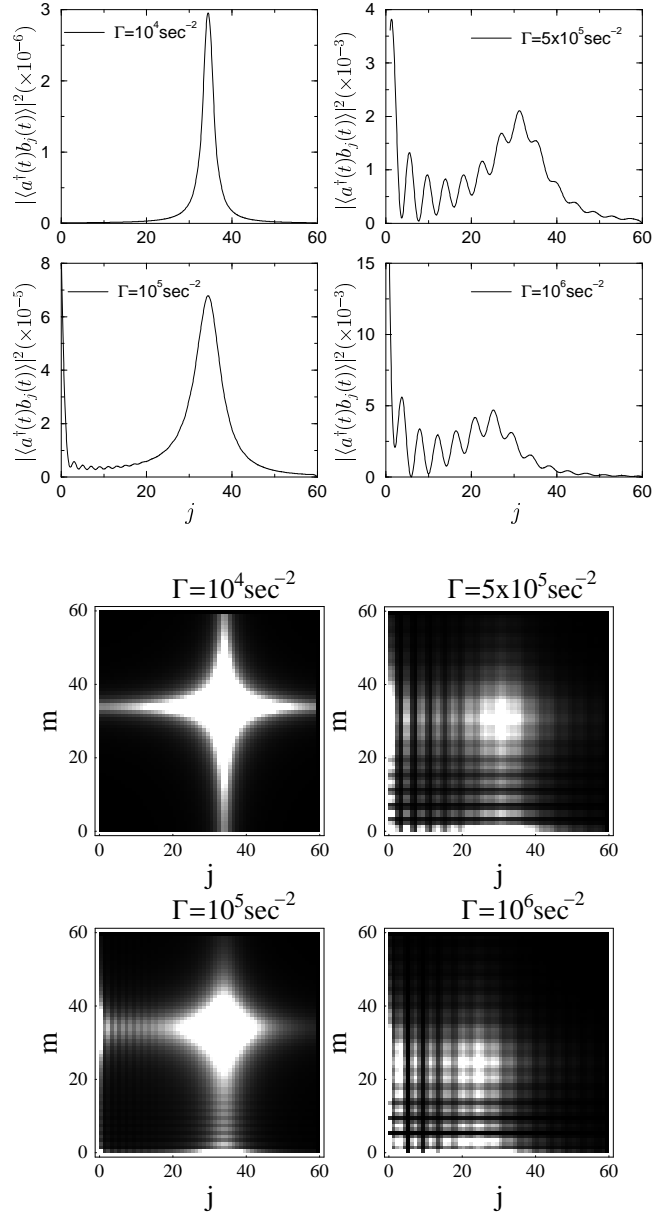 |⟨a†(t)b_j(t)⟩|²(×10⁻⁶)
3
2
1
0
Γ=10⁴sec⁻²
0 20 40 60
|⟨a†(t)b_j(t)⟩|²(×10⁻³)
4
3
2
1
0
Γ=5x10⁵sec⁻²
0 20 40 60
|⟨a†(t)b_j(t)⟩|²(×10⁻⁵)
8
6
4
2
0
Γ=10⁵sec⁻²
0 20 40 60
j
|⟨a†(t)b_j(t)⟩|²(×10⁻³)
15
10
5
0
Γ=10⁶sec⁻²
0 20 40 60
j
Γ=10⁴sec⁻²
60
40
m
20
0
0 20 40 60
j
Γ=5x10⁵sec⁻²
60
40
m
20
0
0 20 40 60
j
Γ=10⁵sec⁻²
60
40
m
20
0
0 20 40 60
j
Γ=10⁶sec⁻²
60
40
m
20
0
0 20 40 60
j